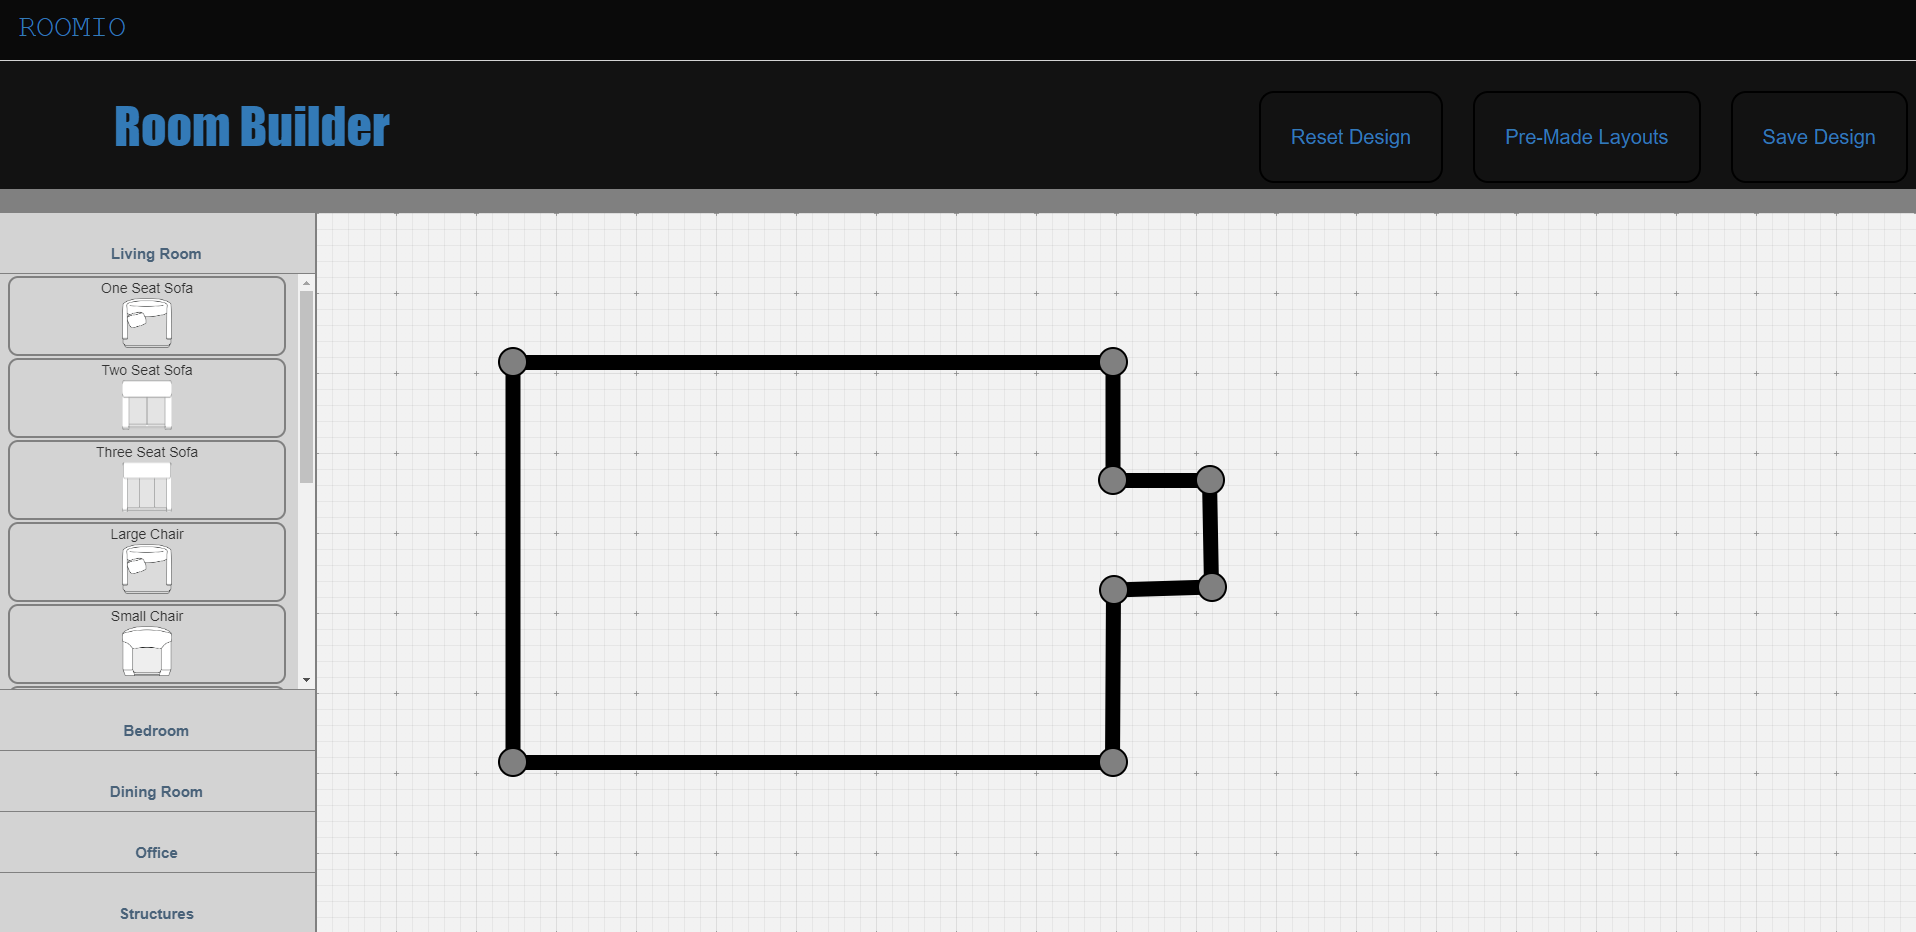 ROOMIO
Room Builder
Reset Design
Pre-Made Layouts
Save Design
Living Room
One Seat Sofa
Two Seat Sofa
Three Seat Sofa
Large Chair
Small Chair
Bedroom
Dining Room
Office
Structures